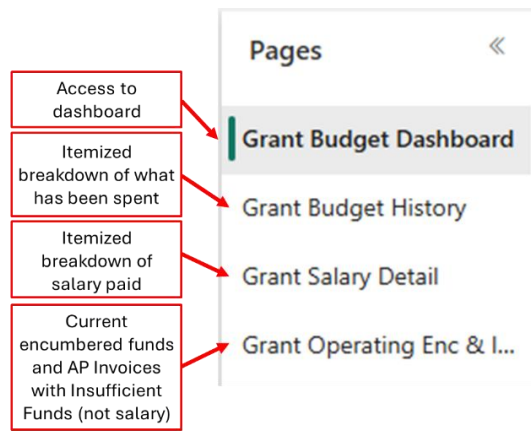 Pages
Access to
dashboard
Grant Budget Dashboard
Itemized
breakdown of what
has been spent
Grant Budget History
Itemized
breakdown of
salary paid
Grant Salary Detail
Current
encumbered funds
and AP Invoices
with Insufficient
Funds (not salary)
Grant Operating Enc & I...